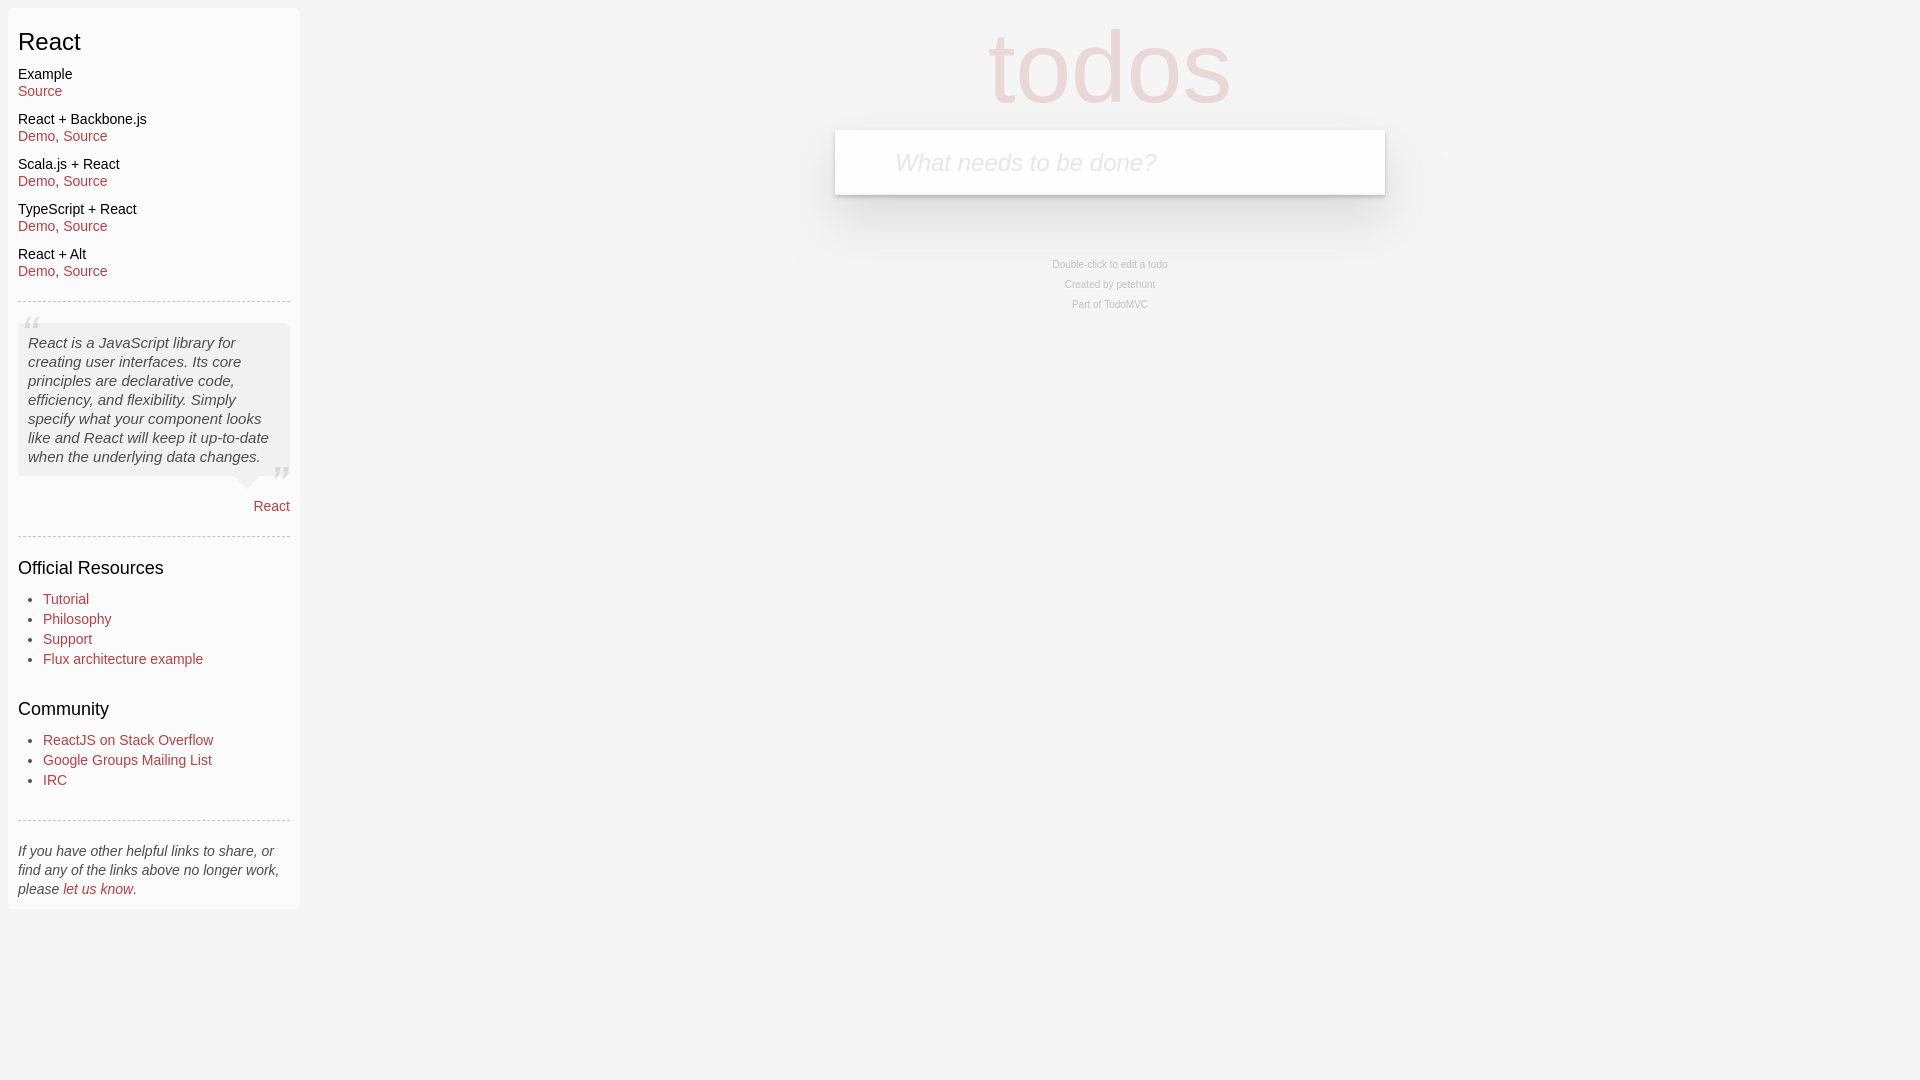 React
Example
Source
React + Backbone.js
Demo, Source
Scala.js + React
Demo, Source
TypeScript + React
Demo, Source
React + Alt
Demo, Source
“
React is a JavaScript library for
creating user interfaces. Its core
principles are declarative code,
efficiency, and flexibility. Simply
specify what your component looks
like and React will keep it up-to-date
when the underlying data changes.
”
React
Official Resources
• Tutorial
• Philosophy
• Support
• Flux architecture example
Community
• ReactJS on Stack Overflow
• Google Groups Mailing List
• IRC
If you have other helpful links to share, or
find any of the links above no longer work,
please let us know.
todos
What needs to be done?
Double-click to edit a todo
Created by petehunt
Part of TodoMVC